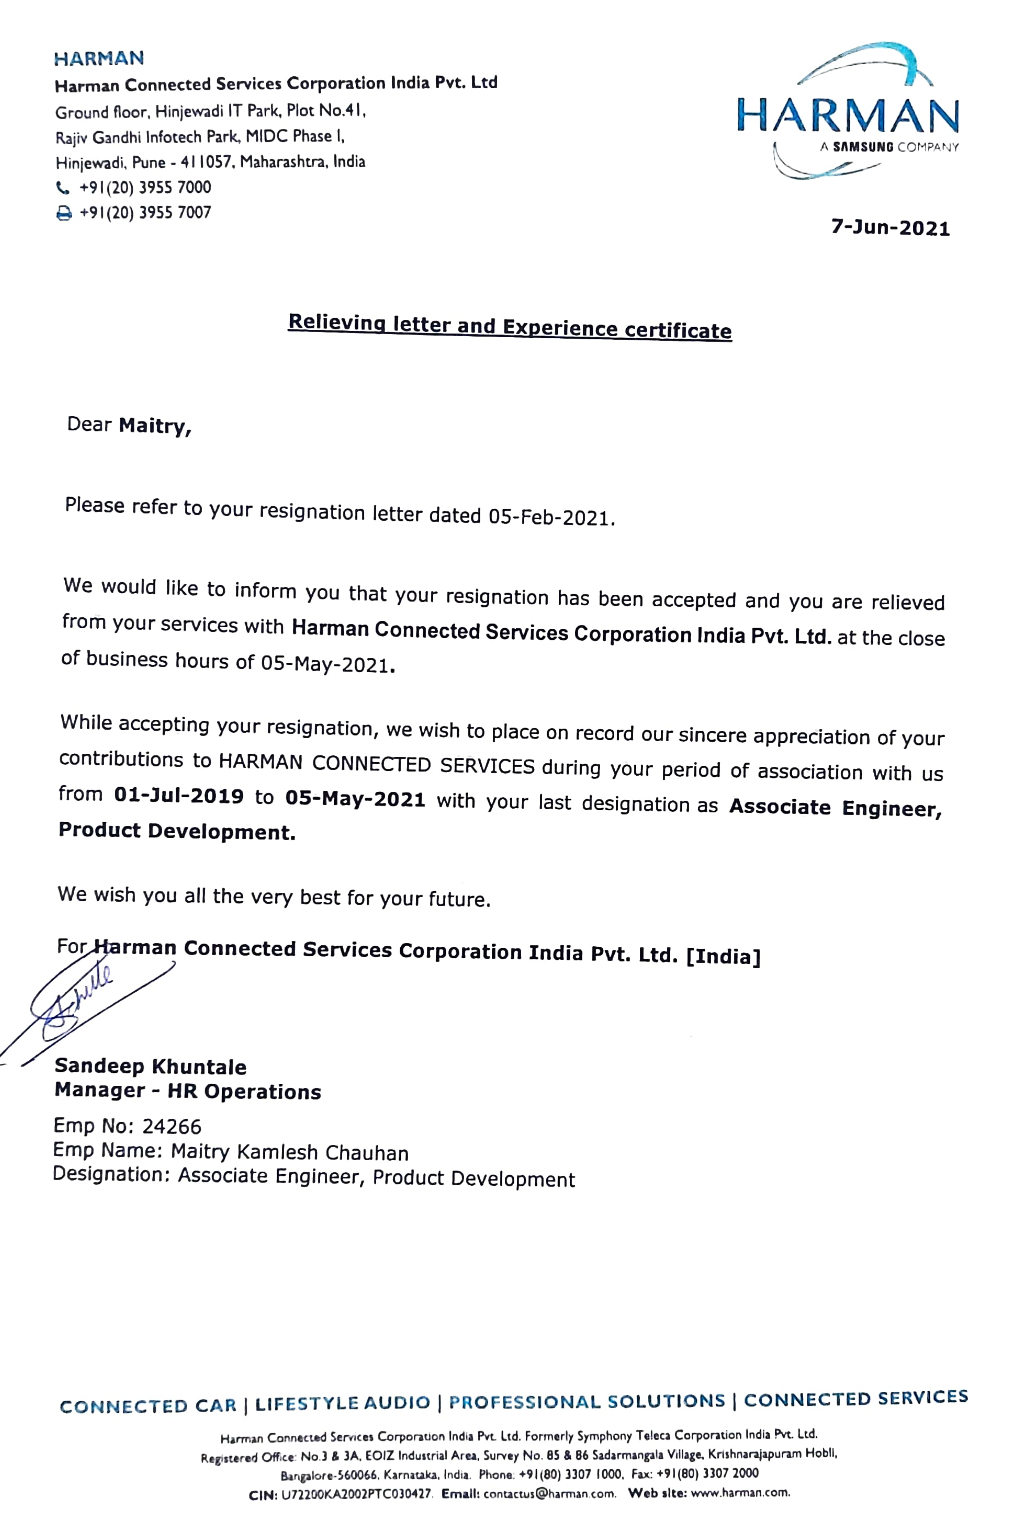 HARMAN
Harman Connected Services Corporation India Pvt. Ltd
Ground floor, Hinjewadi IT Park, Plot No.41,
Rajiv Gandhi Infotech Park, MIDC Phase I,
Hinjewadi, Pune - 411057, Maharashtra, India
+91(20) 3955 7000
+91(20) 3955 7007
HARMAN
A SAMSUNG COMPANY
7-Jun-2021
Relieving letter and Experience certificate
Dear Maitry,
Please refer to your resignation letter dated 05-Feb-2021.
We would like to inform you that your resignation has been accepted and you are relieved
from your services with Harman Connected Services Corporation India Pvt. Ltd. at the close
of business hours of 05-May-2021.
While accepting your resignation, we wish to place on record our sincere appreciation of your
contributions to HARMAN CONNECTED SERVICES during your period of association with us
from 01-Jul-2019 to 05-May-2021 with your last designation as Associate Engineer,
Product Development.
We wish you all the very best for your future.
For Harman Connected Services Corporation India Pvt. Ltd. [India]
Sandeep Khuntale
Manager - HR Operations
Emp No: 24266
Emp Name: Maitry Kamlesh Chauhan
Designation: Associate Engineer, Product Development
CONNECTED CAR | LIFESTYLE AUDIO | PROFESSIONAL SOLUTIONS | CONNECTED SERVICES
Harman Connected Services Corporation India Pvt. Ltd. Formerly Symphony Teleca Corporation India Pvt. Ltd.
Registered Office: No.3 & 3A, EOIZ Industrial Area, Survey No. 85 & 86 Sadarmangala Village, Krishnarajapuram Hobli,
Bangalore-560066, Karnataka, India. Phone: +91(80) 3307 1000, Fax: +91(80) 3307 2000
CIN: U72200KA2002PTC030427. Email: contactus@harman.com. Web site: www.harman.com.